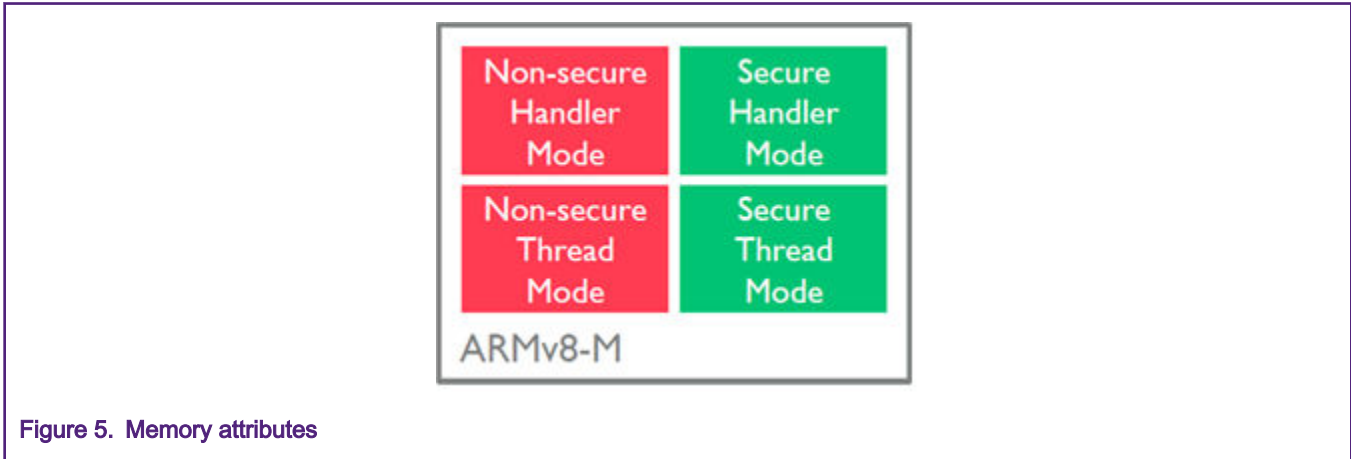 Non-secure
Handler
Mode
Secure
Handler
Mode
Non-secure
Thread
Mode
Secure
Thread
Mode
ARMv8-M
Figure 5. Memory attributes